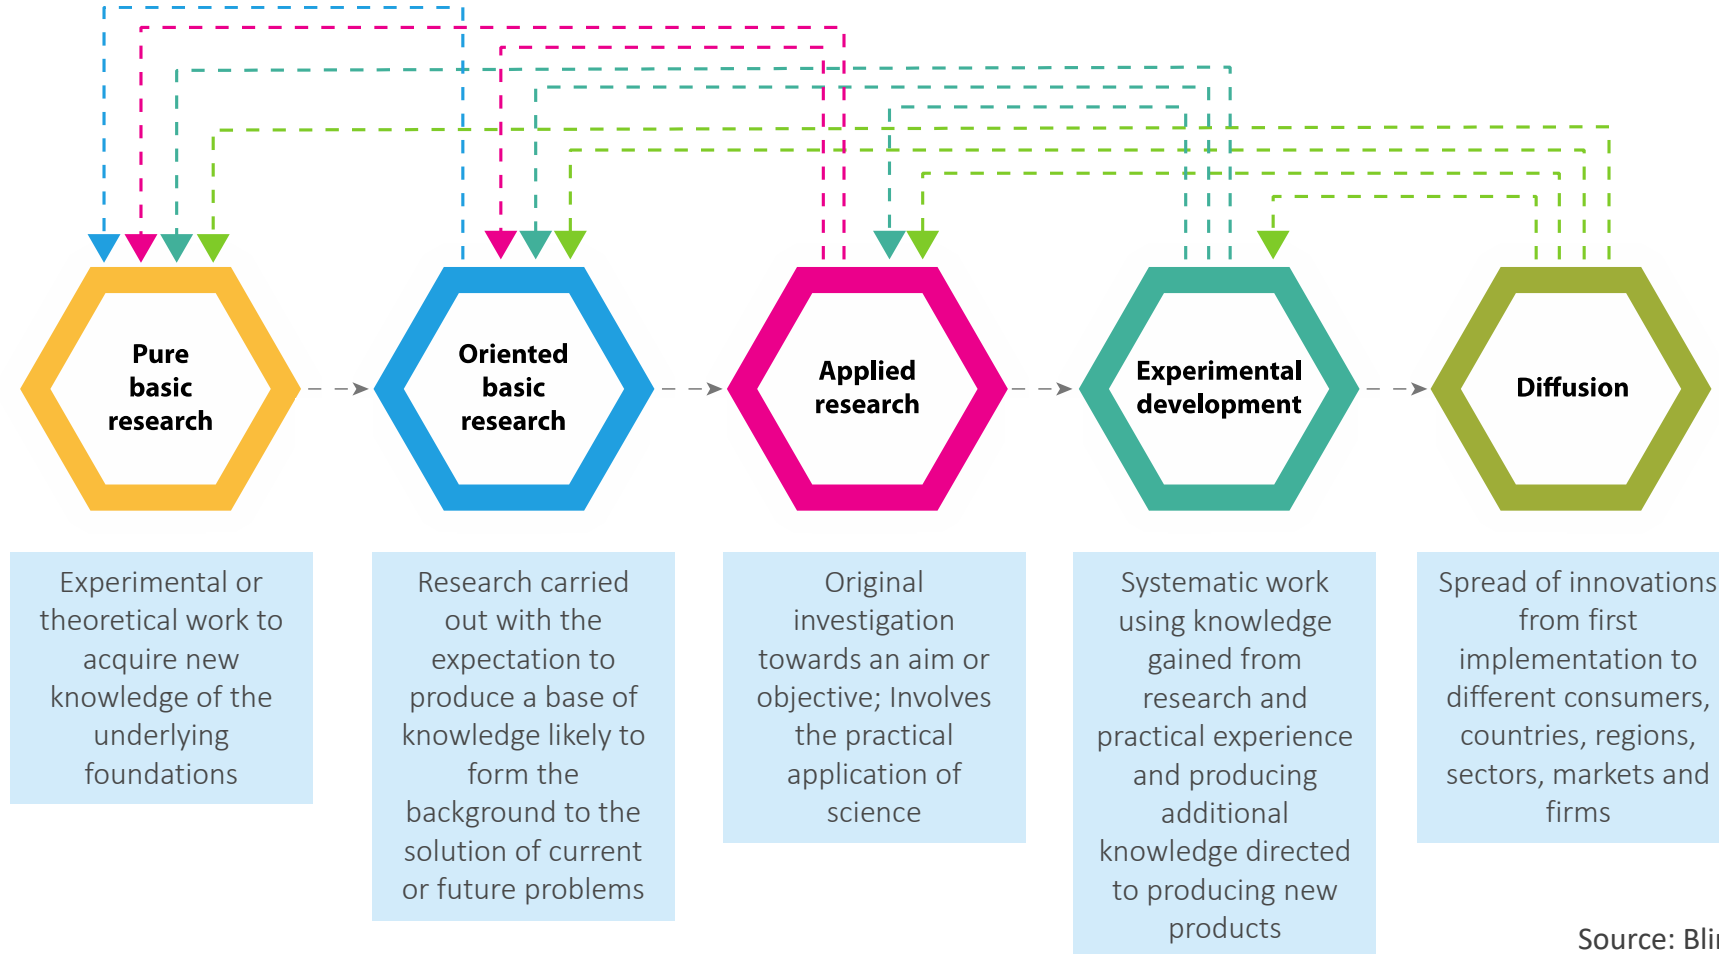 Pure
basic
research
Oriented
basic
research
Applied
research
Experimental
development
Diffusion
Experimental or
theoretical work to
acquire new
knowledge of the
underlying
foundations
Research carried
out with the
expectation to
produce a base of
knowledge likely to
form the
background to the
solution of current
or future problems
Original
investigation
towards an aim or
objective; Involves
the practical
application of
science
Systematic work
using knowledge
gained from
research and
practical experience
and producing
additional
knowledge directed
to producing new
products
Spread of innovations
from first
implementation to
different consumers,
countries, regions,
sectors, markets and
firms
Source: